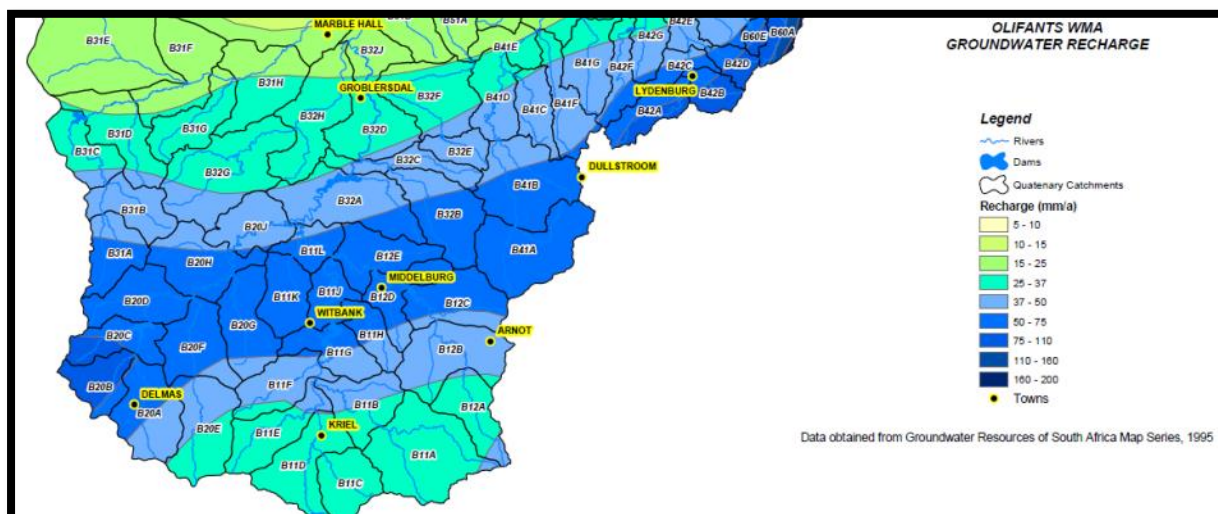 OLIFANTS WMA
GROUNDWATER RECHARGE
B51A
B42E
B60E
B60A
MARBLE HALL
B31E
B31F
B32J
B41E
B42G
B41G
B42F
B42C
B42D
B31H
GROBLERSDAL
B32F
B41D
LYDENBURG
B42B
B41C
B41F
B42A
B31D
B31G
B32H
B32D
B31C
B32G
B32C
B32E
DULLSTROOM
B41B
B31B
B32A
B32B
B20J
B31A
B20H
B11L
B12E
B41A
MIDDELBURG
B20D
B11K
B11J
B12D
B12C
B20G
WITBANK
B20C
B11H
ARNOT
B20F
B11G
B12B
B20B
B11F
DELMAS
B20A
B11B
B12A
B20E
B11E
KRIEL
B11D
B11A
B11C
Legend
Rivers
Dams
Quatenary Catchments
Recharge (mm/a)
5 - 10
10 - 15
15 - 25
25 - 37
37 - 50
50 - 75
75 - 110
110 - 160
160 - 200
Towns
Data obtained from Groundwater Resources of South Africa Map Series, 1995